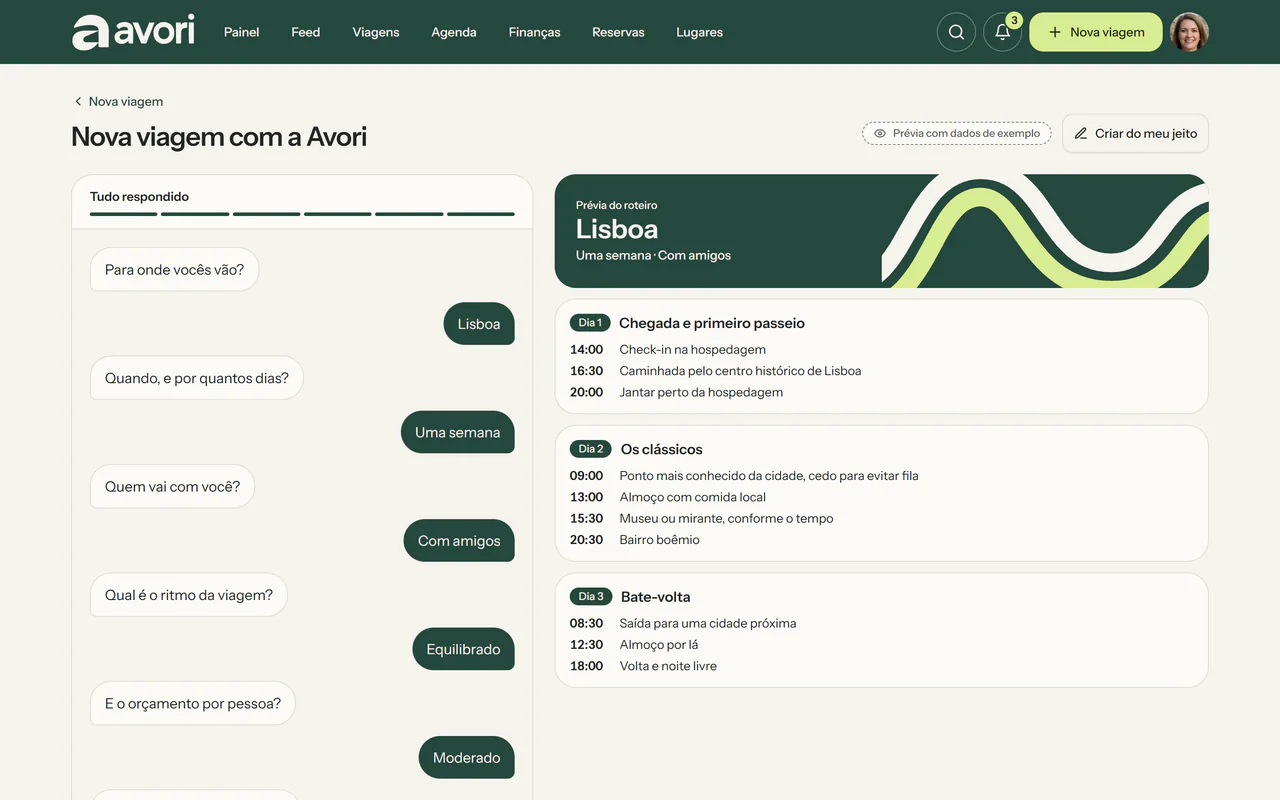 avori
Painel
Feed
Viagens
Agenda
Finanças
Reservas
Lugares
3
Nova viagem
Nova viagem
Nova viagem com a Avori
Prévia com dados de exemplo
Criar do meu jeito
Tudo respondido
Para onde vocês vão?
Lisboa
Quando, e por quantos dias?
Uma semana
Quem vai com você?
Com amigos
Qual é o ritmo da viagem?
Equilibrado
E o orçamento por pessoa?
Moderado
Prévia do roteiro
Lisboa
Uma semana · Com amigos
Dia 1 Chegada e primeiro passeio
14:00 Check-in na hospedagem
16:30 Caminhada pelo centro histórico de Lisboa
20:00 Jantar perto da hospedagem
Dia 2 Os clássicos
09:00 Ponto mais conhecido da cidade, cedo para evitar fila
13:00 Almoço com comida local
15:30 Museu ou mirante, conforme o tempo
20:30 Bairro boêmio
Dia 3 Bate-volta
08:30 Saída para uma cidade próxima
12:30 Almoço por lá
18:00 Volta e noite livre